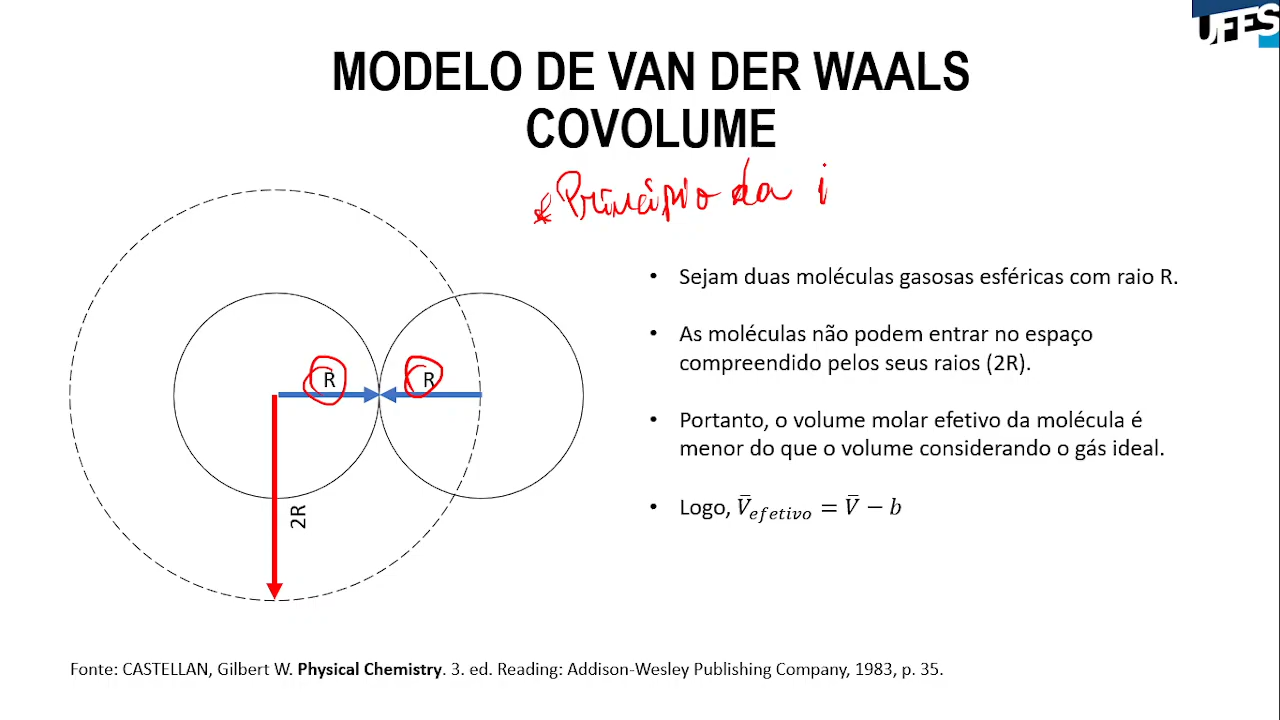 UFES
MODELO DE VAN DER WAALS
COVOLUME
*Princípio da i
• Sejam duas moléculas gasosas esféricas com raio R.
• As moléculas não podem entrar no espaço
compreendido pelos seus raios (2R).
• Portanto, o volume molar efetivo da molécula é
menor do que o volume considerando o gás ideal.
• Logo, V̄_efetivo = V̄ − b
R
R
2R
Fonte: CASTELLAN, Gilbert W. Physical Chemistry. 3. ed. Reading: Addison-Wesley Publishing Company, 1983, p. 35.